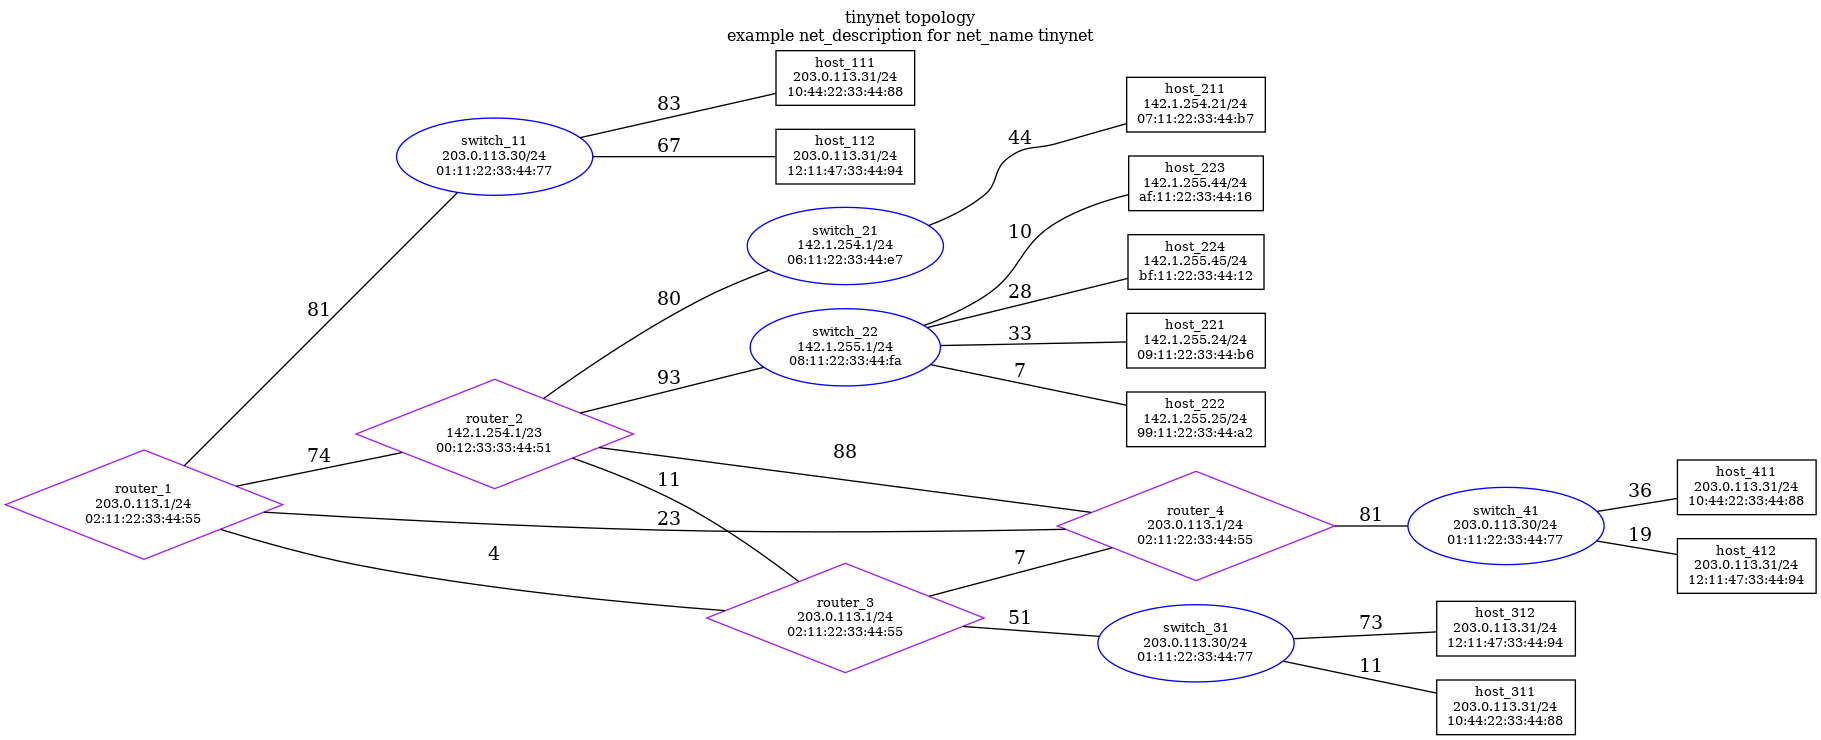 tinynet topology
example net_description for net_name tinynet
host_111
203.0.113.31/24
10:44:22:33:44:88
83
switch_11
203.0.113.30/24
01:11:22:33:44:77
67
host_112
203.0.113.31/24
12:11:47:33:44:94
host_211
142.1.254.21/24
07:11:22:33:44:b7
44
switch_21
142.1.254.1/24
06:11:22:33:44:e7
host_223
142.1.255.44/24
af:11:22:33:44:16
10
host_224
142.1.255.45/24
bf:11:22:33:44:12
28
81
80
switch_22
142.1.255.1/24
08:11:22:33:44:fa
33
host_221
142.1.255.24/24
09:11:22:33:44:b6
93
7
host_222
142.1.255.25/24
99:11:22:33:44:a2
router_2
142.1.254.1/23
00:12:33:33:44:51
74
88
11
router_1
203.0.113.1/24
02:11:22:33:44:55
23
4
router_4
203.0.113.1/24
02:11:22:33:44:55
81
switch_41
203.0.113.30/24
01:11:22:33:44:77
36
host_411
203.0.113.31/24
10:44:22:33:44:88
19
host_412
203.0.113.31/24
12:11:47:33:44:94
7
router_3
203.0.113.1/24
02:11:22:33:44:55
51
switch_31
203.0.113.30/24
01:11:22:33:44:77
73
host_312
203.0.113.31/24
12:11:47:33:44:94
11
host_311
203.0.113.31/24
10:44:22:33:44:88